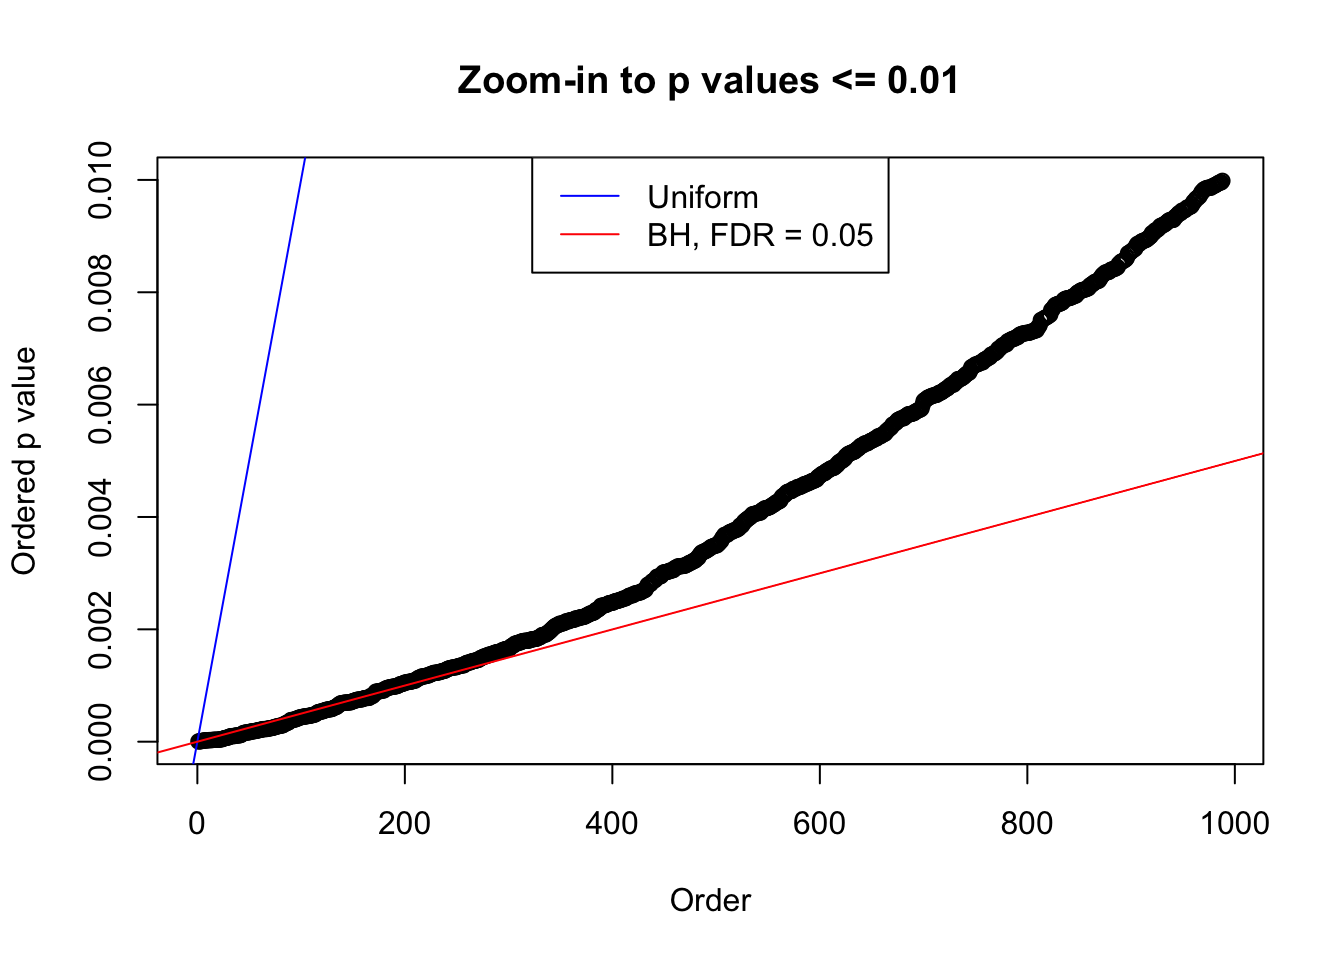 Zoom-in to p values <= 0.01
Uniform
BH, FDR = 0.05
Ordered p value
0.010
0.008
0.006
0.004
0.002
0.000
0 200 400 600 800 1000
Order